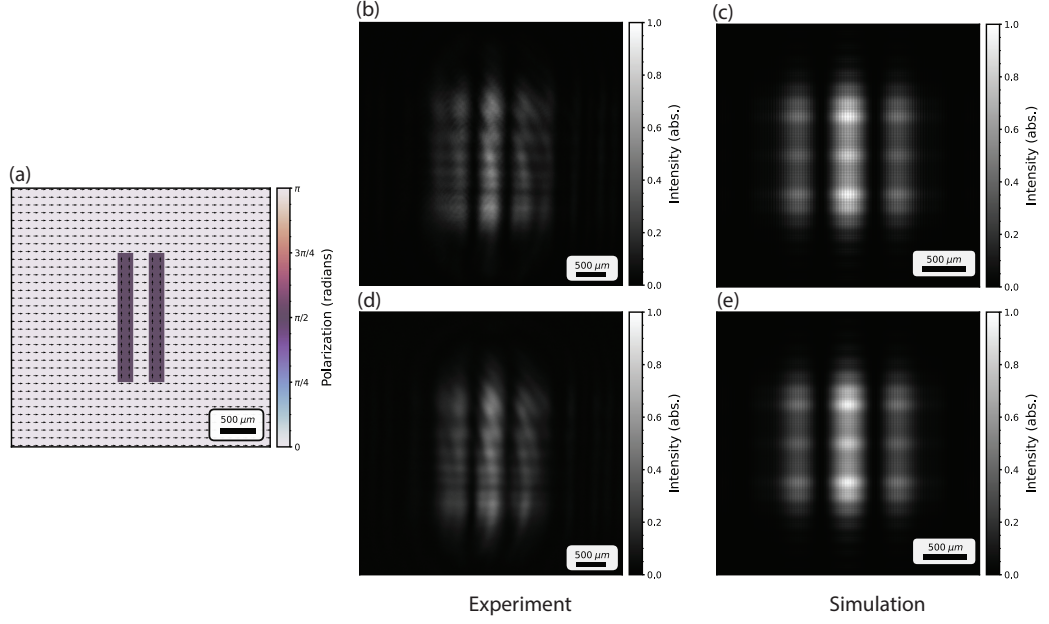 (a)
π
3π/4
π/2
π/4
0
Polarization (radians)
500 μm
(b)
1.0
0.8
0.6
0.4
0.2
0.0
Intensity (abs.)
500 μm
(c)
1.0
0.8
0.6
0.4
0.2
0.0
Intensity (abs.)
500 μm
(d)
1.0
0.8
0.6
0.4
0.2
0.0
Intensity (abs.)
500 μm
(e)
1.0
0.8
0.6
0.4
0.2
0.0
Intensity (abs.)
500 μm
Experiment
Simulation